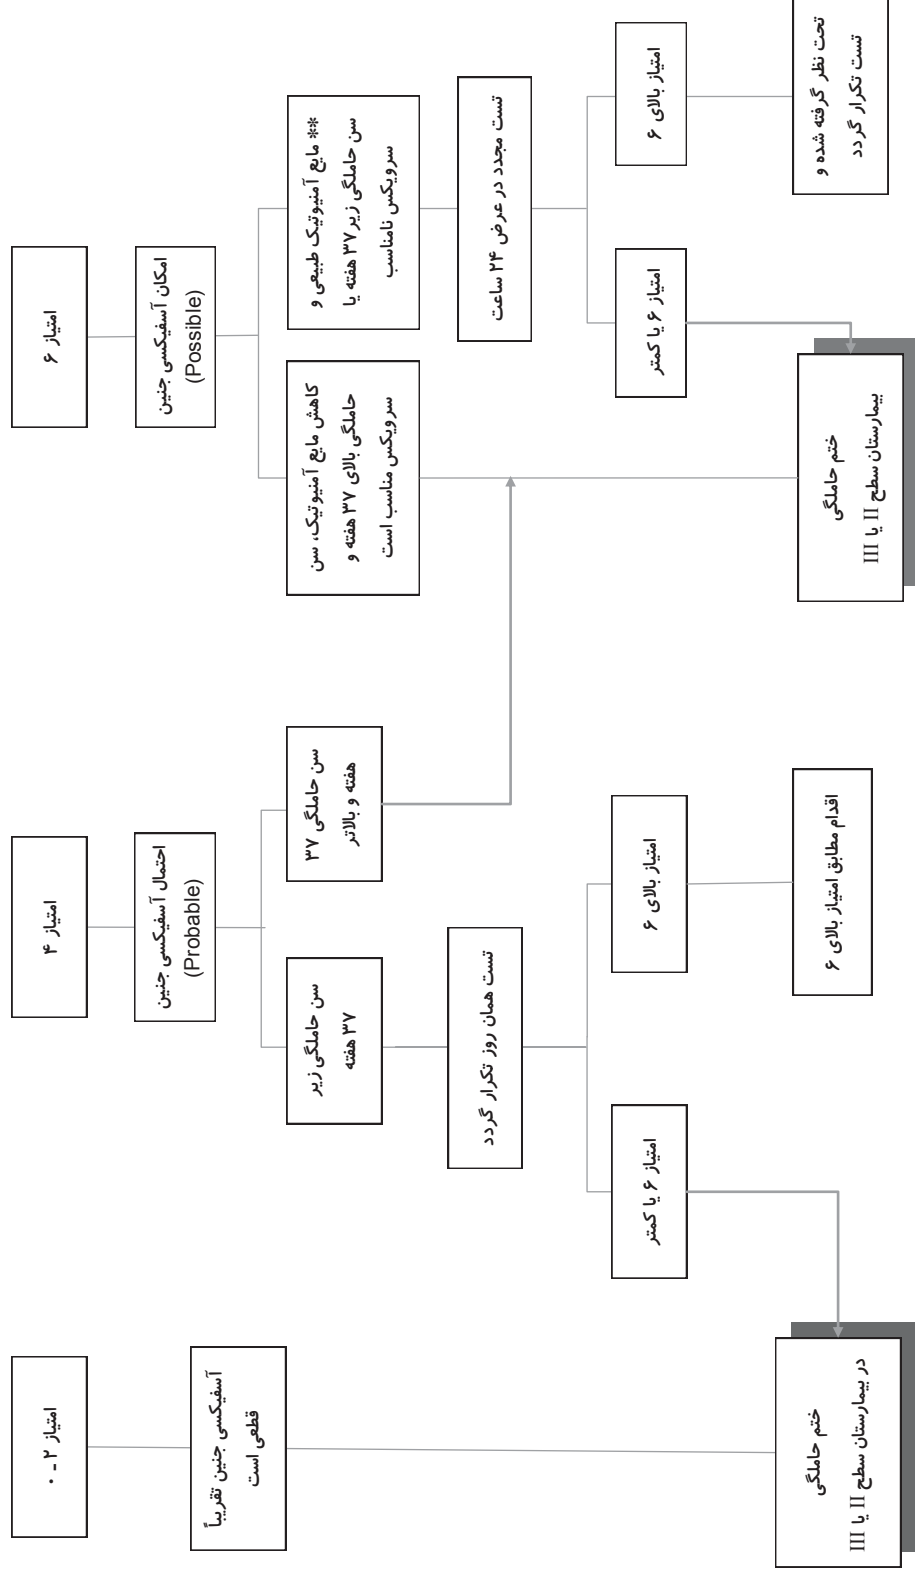 امتیاز ۶
امکان آسفیکسی جنین
(Possible)
** مایع آمنیوتیک طبیعی و
سن حاملگی زیر ۳۷ هفته یا
سرویکس نامناسب
تست مجدد در عرض ۲۴ ساعت
امتیاز بالای ۶
تحت نظر گرفته شده و
تست تکرار گردد
امتیاز ۶ یا کمتر
کاهش مایع آمنیوتیک، سن
حاملگی بالای ۳۷ هفته و
سرویکس مناسب است
ختم حاملگی
بیمارستان سطح II یا III
امتیاز ۴
احتمال آسفیکسی جنین
(Probable)
سن حاملگی ۳۷
هفته و بالاتر
سن حاملگی زیر
۳۷ هفته
تست همان روز تکرار گردد
امتیاز بالای ۶
اقدام مطابق امتیاز بالای ۶
امتیاز ۶ یا کمتر
امتیاز ۲ ـ ۰
آسفیکسی جنین تقریباً
قطعی است
ختم حاملگی
در بیمارستان سطح II یا III